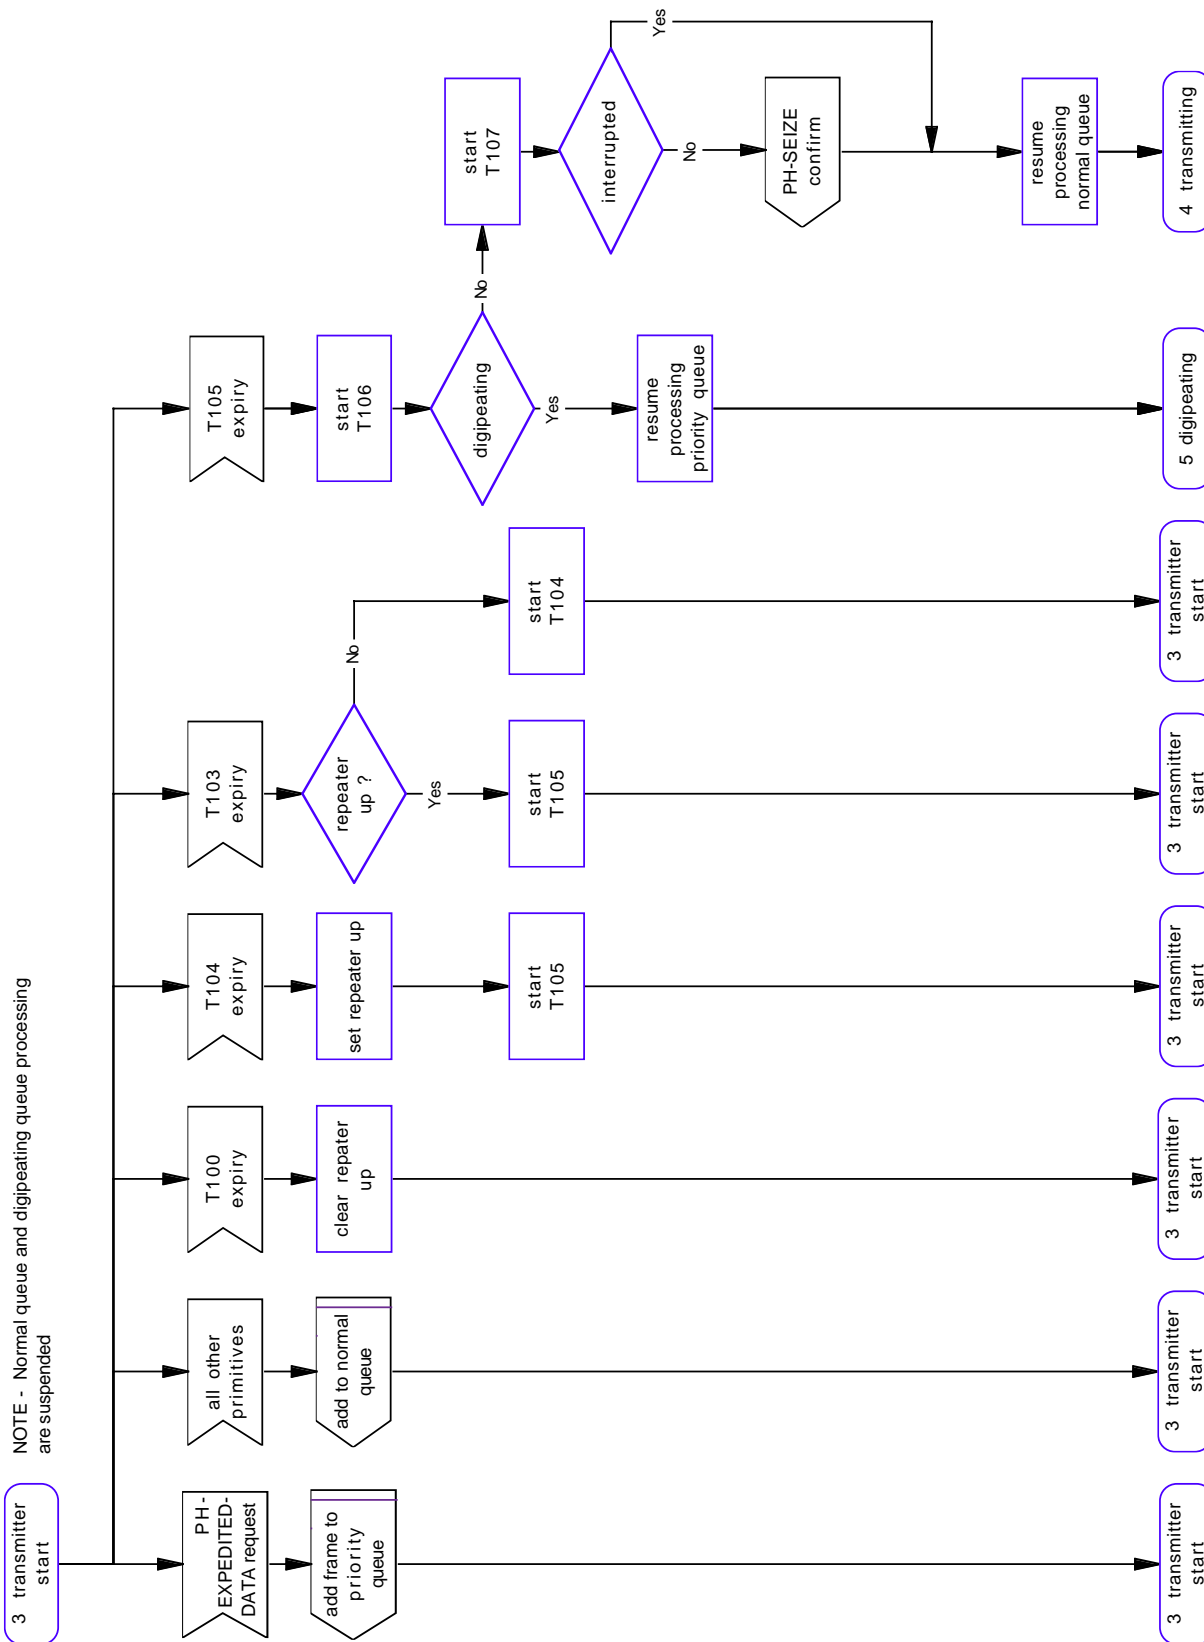 3 transmitter
start
NOTE - Normal queue and digipeating queue processing
are suspended
PH-
EXPEDITED-
DATA request
add frame to
priority
queue
3 transmitter
start
all other
primitives
add to normal
queue
3 transmitter
start
T100
expiry
clear repater
up
3 transmitter
start
T104
expiry
set repeater up
start
T105
3 transmitter
start
T103
expiry
repeater
up ?
Yes
start
T105
3 transmitter
start
No
start
T104
3 transmitter
start
T105
expiry
start
T106
digipeating
Yes
resume
processing
priority queue
5 digipeating
No
start
T107
interrupted
No
PH-SEIZE
confirm
Yes
resume
processing
normal queue
4 transmitting